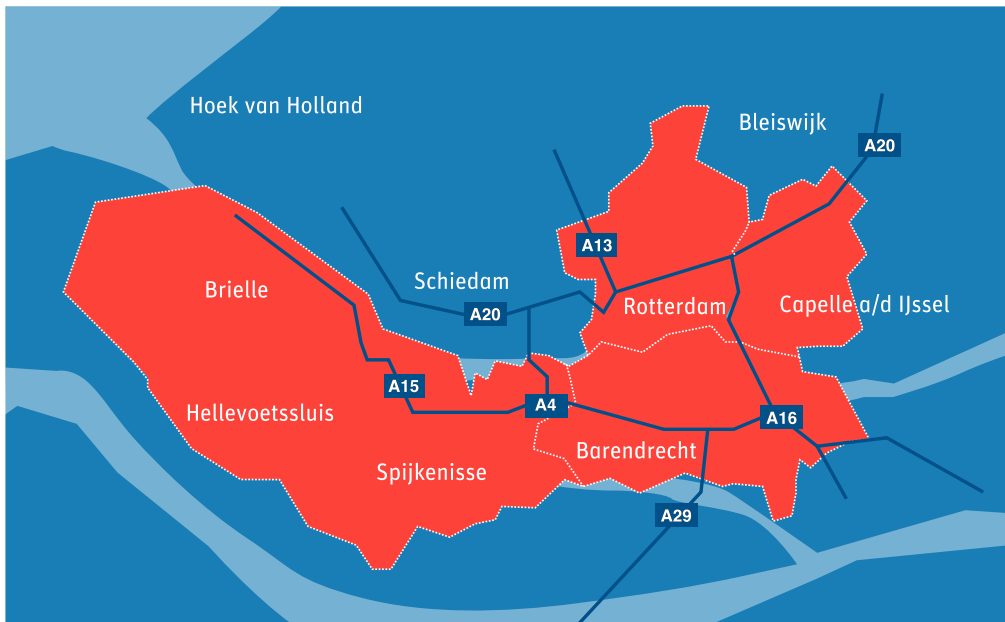 Hoek van Holland
Bleiswijk
A20
A13
Schiedam
Brielle
Rotterdam
Capelle a/d IJssel
A20
A15
A4
Hellevoetssluis
A16
Barendrecht
Spijkenisse
A29